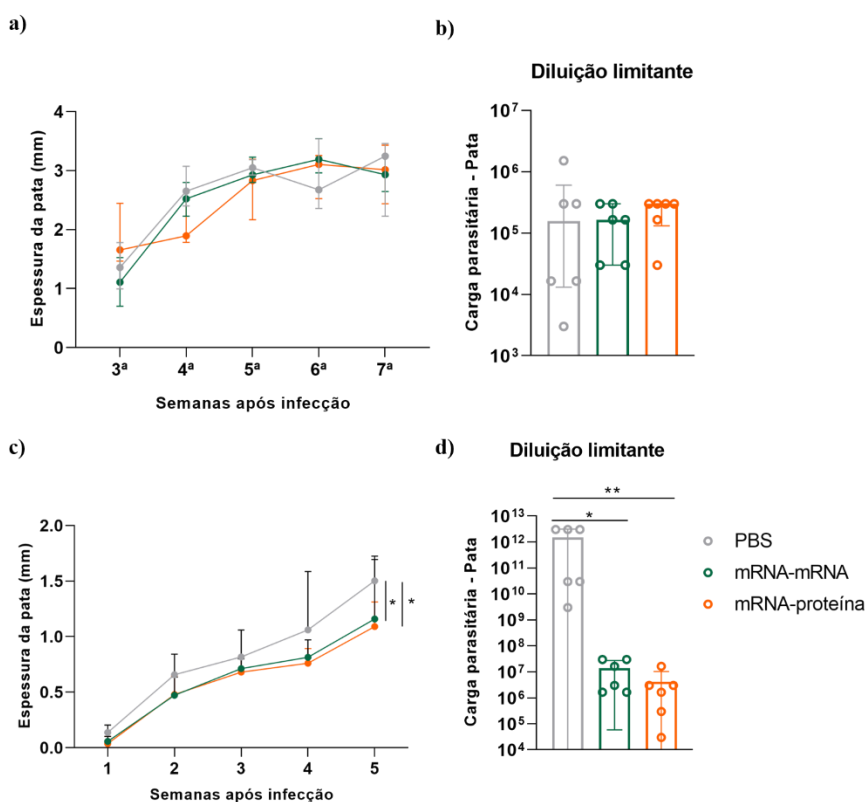 a)
Espessura da pata (mm)
4
3
2
1
0
3ª
4ª
5ª
6ª
7ª
Semanas após infecção
b)
Diluição limitante
Carga parasitária - Pata
10⁷
10⁶
10⁵
10⁴
10³
c)
Espessura da pata (mm)
2.0
1.5
1.0
0.5
0.0
*
*
1
2
3
4
5
Semanas após infecção
d)
Diluição limitante
Carga parasitária - Pata
**
*
10¹³
10¹²
10¹¹
10¹⁰
10⁹
10⁸
10⁷
10⁶
10⁵
10⁴
PBS
mRNA-mRNA
mRNA-proteína